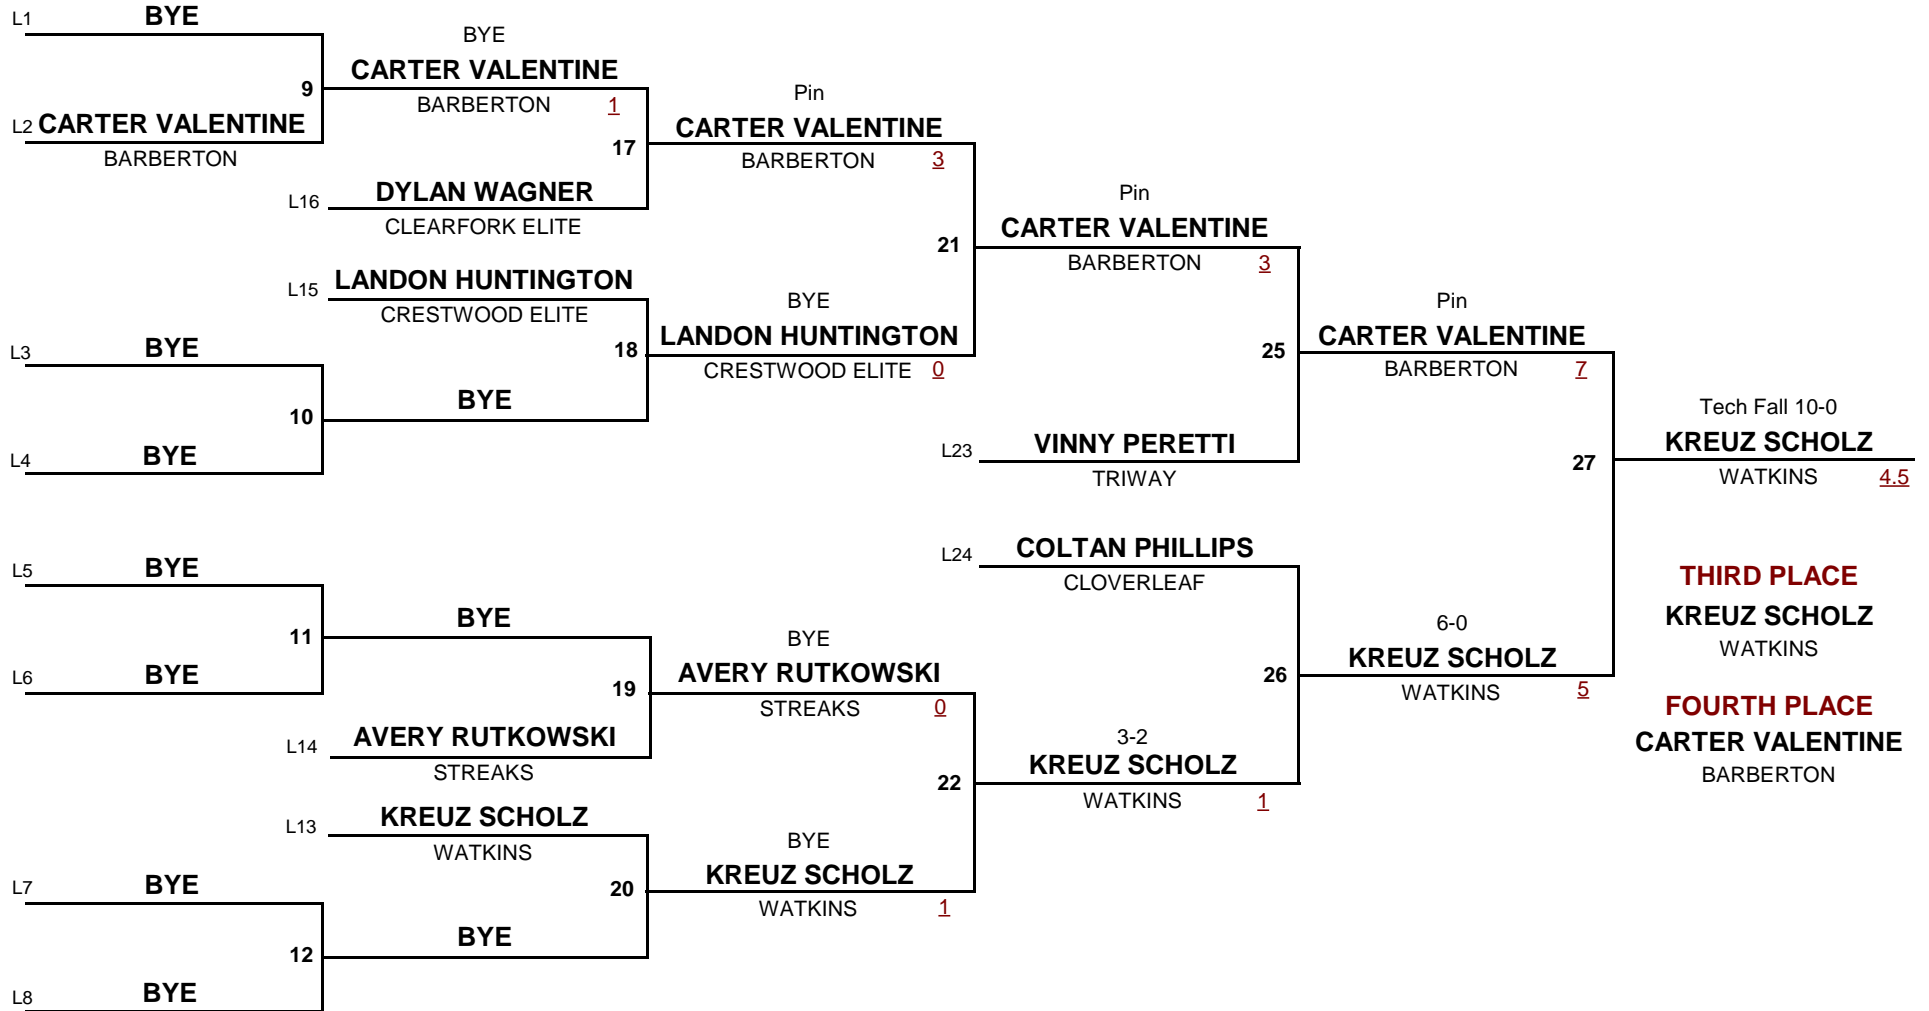 L1 BYE
BYE
CARTER VALENTINE
9
BARBERTON 1
L2 CARTER VALENTINE
BARBERTON
Pin
CARTER VALENTINE
17
BARBERTON 3
L16 DYLAN WAGNER
CLEARFORK ELITE
Pin
CARTER VALENTINE
21
BARBERTON 3
L15 LANDON HUNTINGTON
CRESTWOOD ELITE
BYE
LANDON HUNTINGTON
18
CRESTWOOD ELITE 0
L3 BYE
10
BYE
L4 BYE
Pin
CARTER VALENTINE
25
BARBERTON 7
L23 VINNY PERETTI
TRIWAY
Tech Fall 10-0
KREUZ SCHOLZ
27
WATKINS 4.5
L24 COLTAN PHILLIPS
CLOVERLEAF
L5 BYE
11
BYE
L6 BYE
BYE
AVERY RUTKOWSKI
19
STREAKS 0
L14 AVERY RUTKOWSKI
STREAKS
6-0
KREUZ SCHOLZ
26
WATKINS 5
3-2
KREUZ SCHOLZ
22
WATKINS 1
L13 KREUZ SCHOLZ
WATKINS
BYE
KREUZ SCHOLZ
20
WATKINS 1
L7 BYE
12
BYE
L8 BYE
THIRD PLACE
KREUZ SCHOLZ
WATKINS
FOURTH PLACE
CARTER VALENTINE
BARBERTON